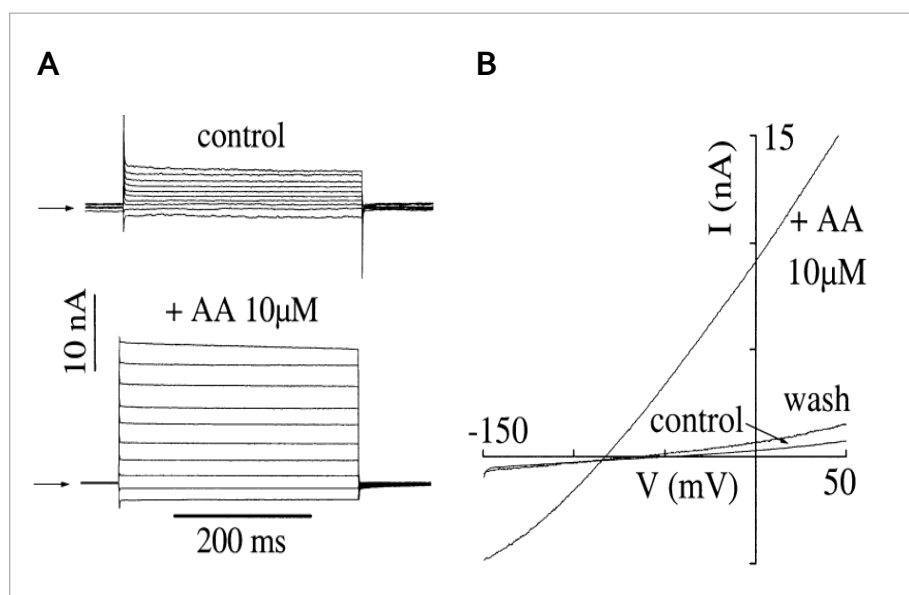 A
B
control
15
I (nA)
+ AA
10μM
+ AA 10μM
10 nA
wash
control
-150
V (mV)
50
200 ms